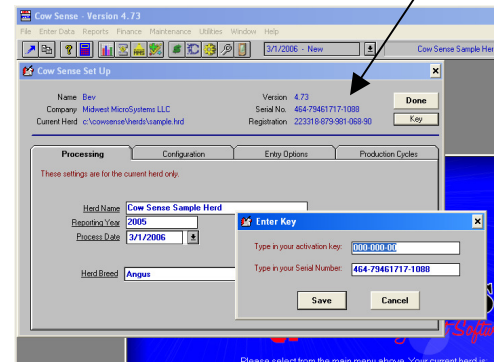 Cow Sense - Version 4.73
File Enter Data Reports Finance Maintenance Utilities Window Help
3/1/2006 - New
Cow Sense Sample Her
Cow Sense Set Up
Name Bev
Version 4.73
Done
Company Midwest MicroSystems LLC
Serial No. 464-79461717-1088
Current Herd c:\cowsense\herds\sample.hrd
Registration 223318-879-981-068-90
Key
Processing
Configuration
Entry Options
Production Cycles
These settings are for the current herd only.
Herd Name Cow Sense Sample Herd
Reporting Year 2005
Process Date 3/1/2006
Herd Breed Angus
Enter Key
Type in your activation key: 000-000-00
Type in your Serial Number: 464-79461717-1088
Save
Cancel
Please select from the main menu above. Your current herd is: